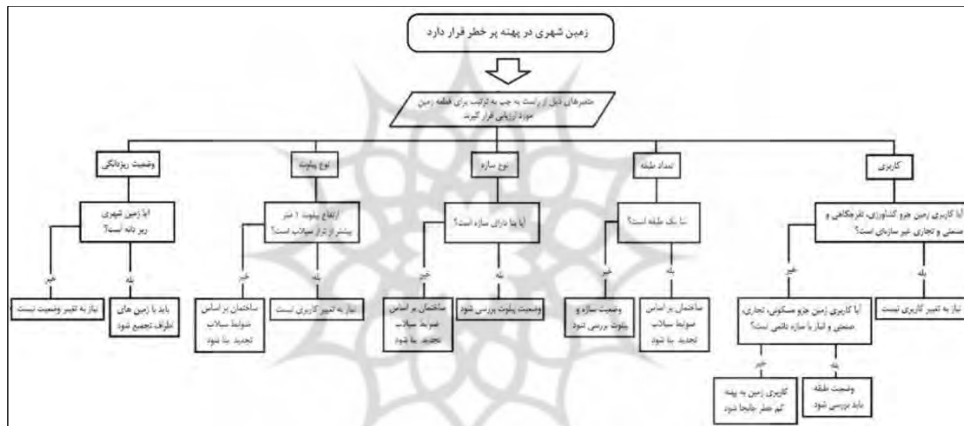 زمین شهری در پهنه پر خطر قرار دارد
عنصرهای ذیل از راست به چپ به ترتیب برای قطعه زمین
مورد ارزیابی قرار گیرند
کاربری
تعداد طبقه
نوع سازه
نوع پیلوت
وضعیت ریزدانگی
آیا کاربری زمین جزو کشاورزی، تفرجگاهی و
صنعتی و تجاری غیر سازه‌ای است؟
بنا یک طبقه است؟
آیا بنا دارای سازه است؟
ارتفاع پیلوت ۱ متر
بیشتر از تراز سیلاب است؟
آیا زمین شهری
ریز دانه است؟
بله
خیر
بله
خیر
بله
خیر
بله
خیر
بله
خیر
نیاز به تغییر کاربری نیست
آیا کاربری زمین جزو مسکونی، تجاری،
صنعتی و انبار با سازه دائمی است؟
ساختمان بر اساس
ضوابط سیلاب
تجدید بنا شود
وضعیت سازه و
پیلوت بررسی شود
وضعیت پیلوت بررسی شود
ساختمان بر اساس
ضوابط سیلاب
تجدید بنا شود
نیاز به تغییر کاربری نیست
ساختمان بر اساس
ضوابط سیلاب
تجدید بنا شود
باید با زمین های
اطراف تجمیع شود
نیاز به تغییر وضعیت نیست
بله
خیر
وضعیت طبقه
باید بررسی شود
کاربری زمین به پهنه
کم خطر جابجا شود